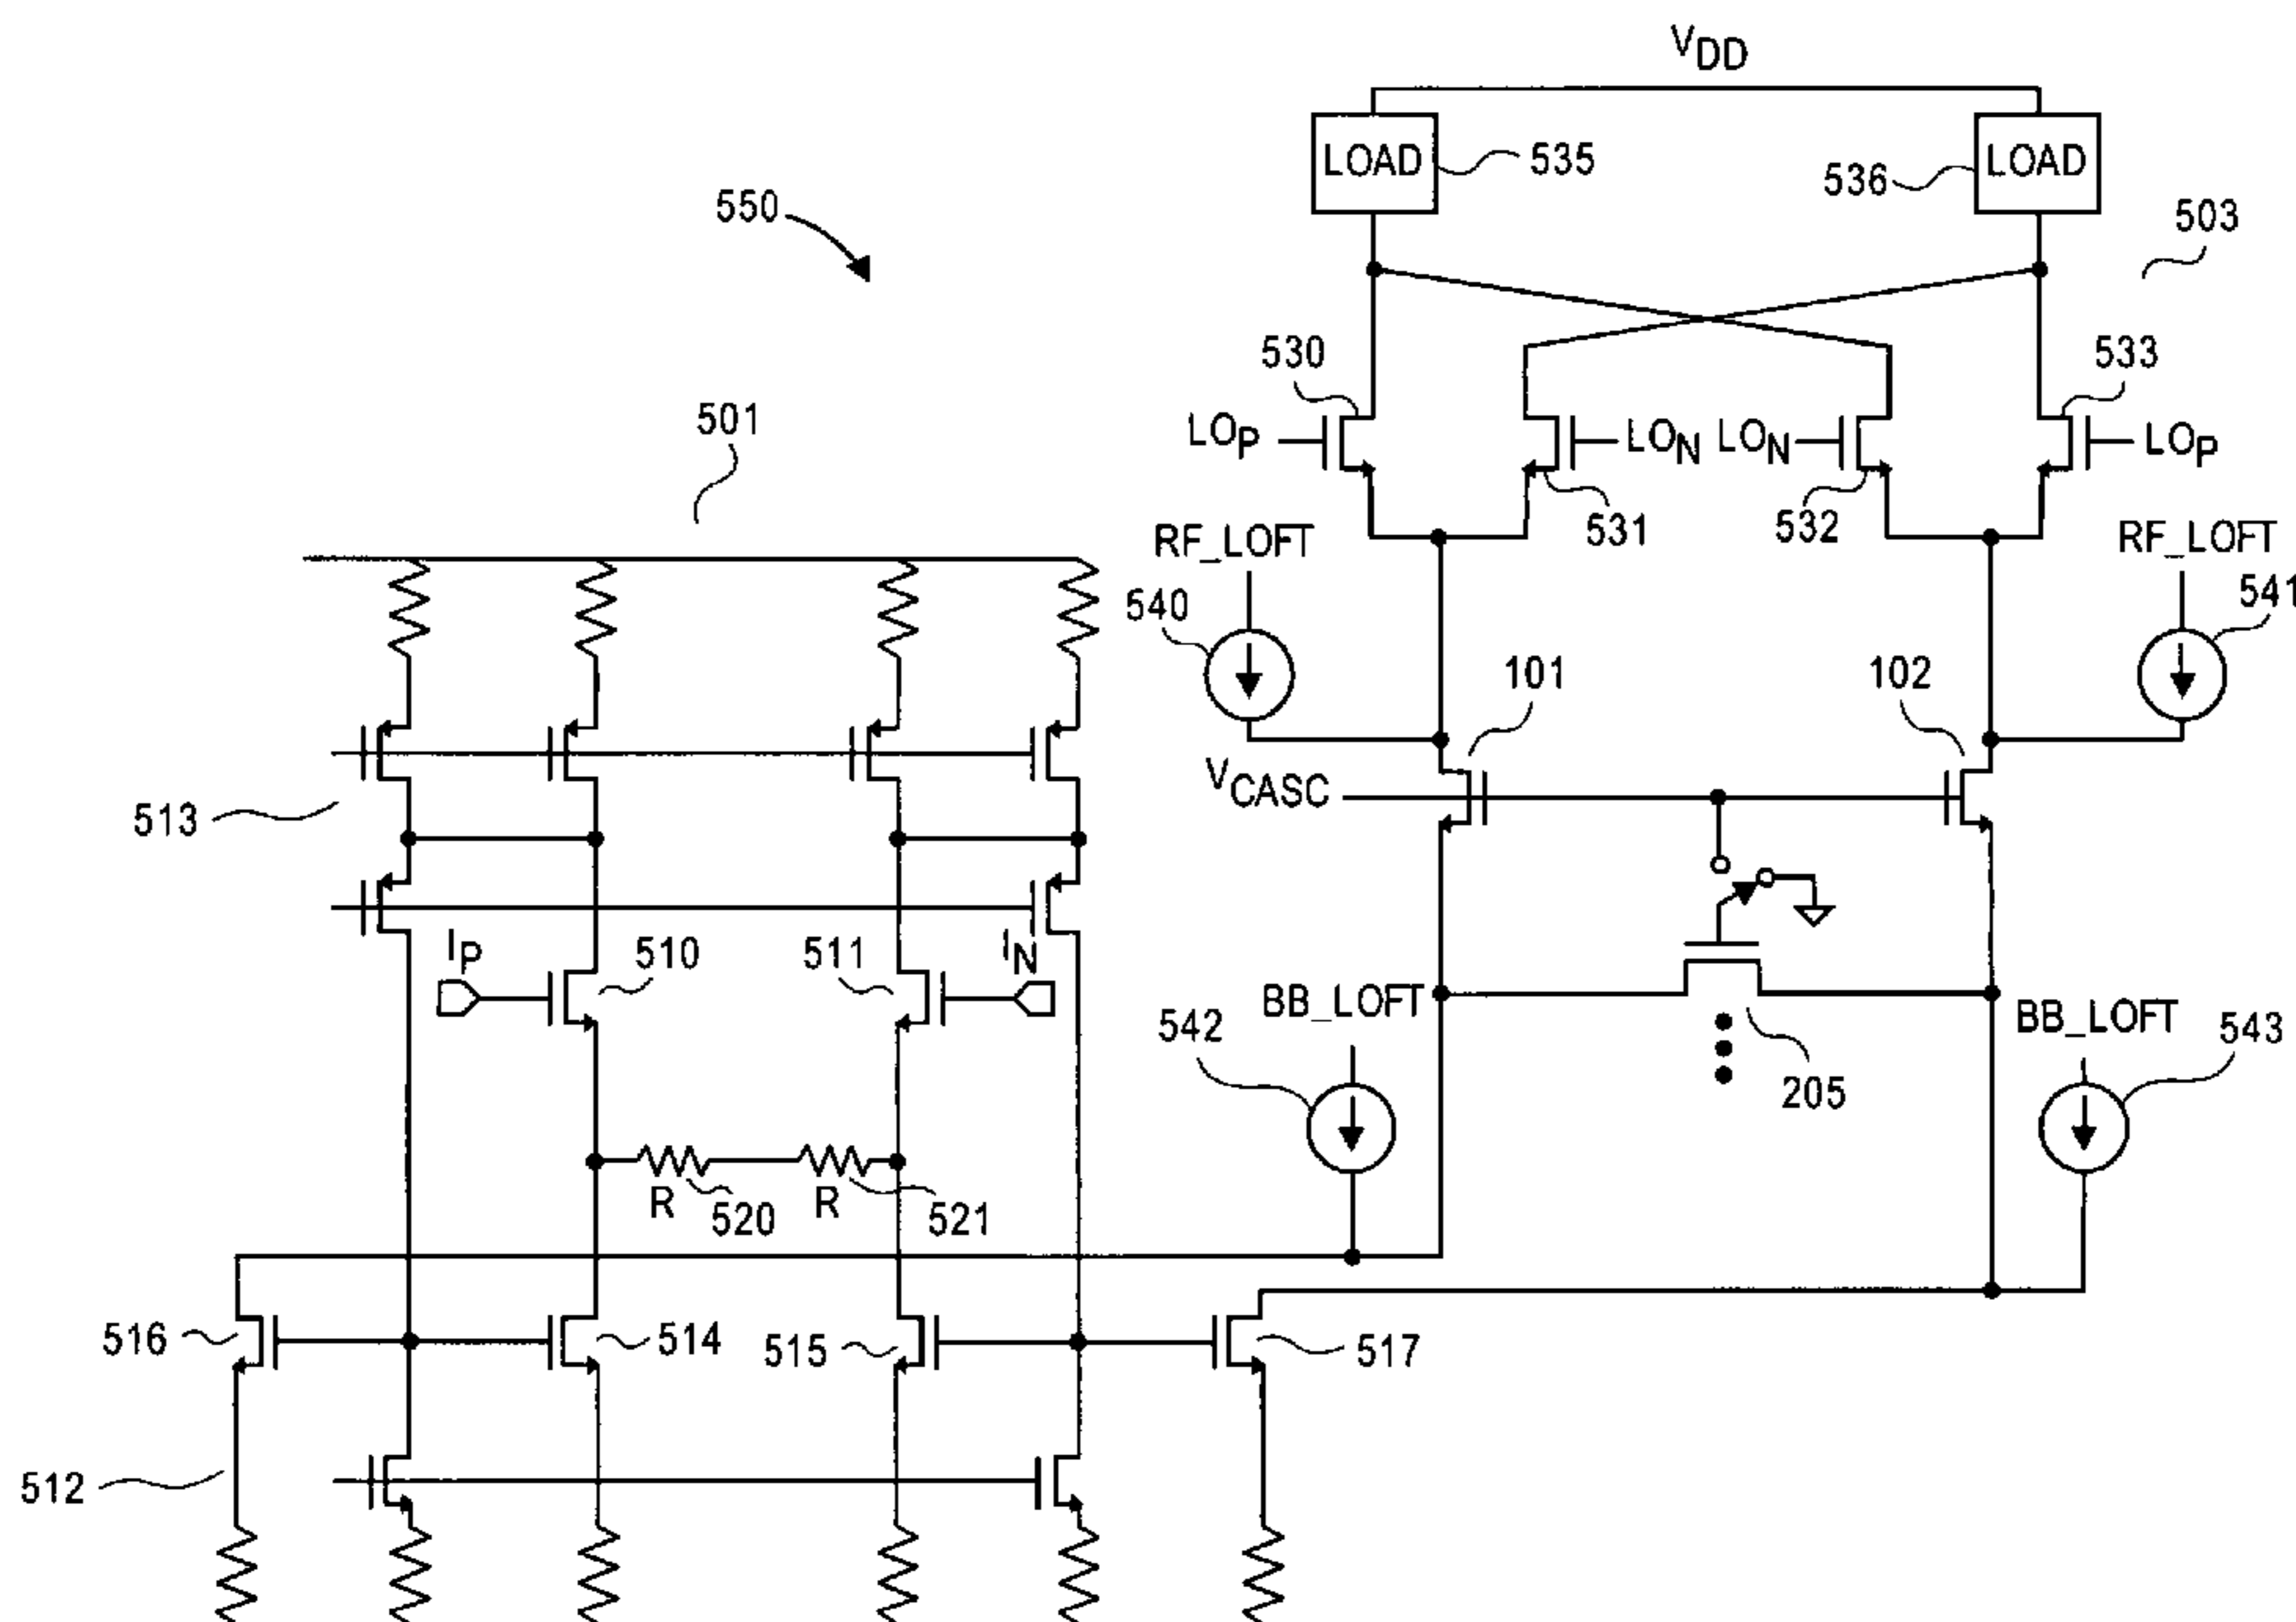 VDD
LOAD
535
536
LOAD
503
550
530
533
LOP
LON
LON
LOP
501
531
532
RF_LOFT
RF_LOFT
540
541
101
102
VCASC
513
IP
510
511
IN
BB_LOFT
542
BB_LOFT
543
205
R
520
R
521
516
514
515
517
512